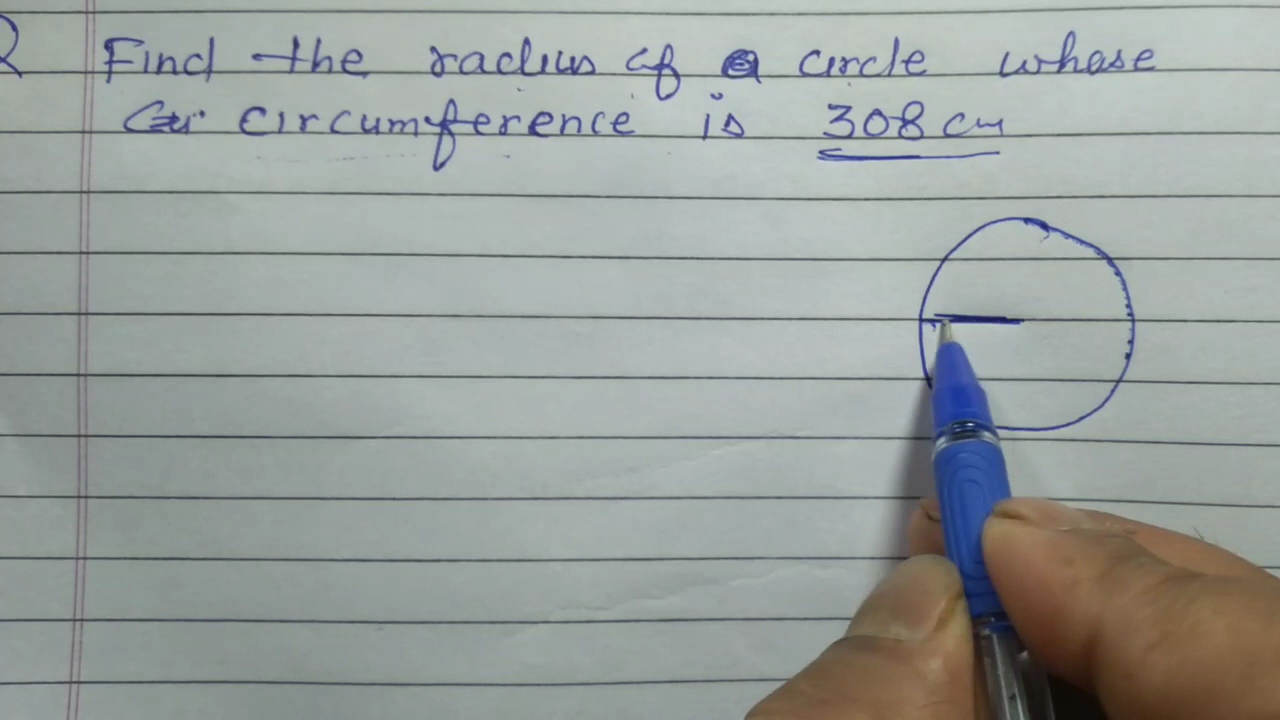 Q Find the radius of a circle whose
circumference is 308 cm